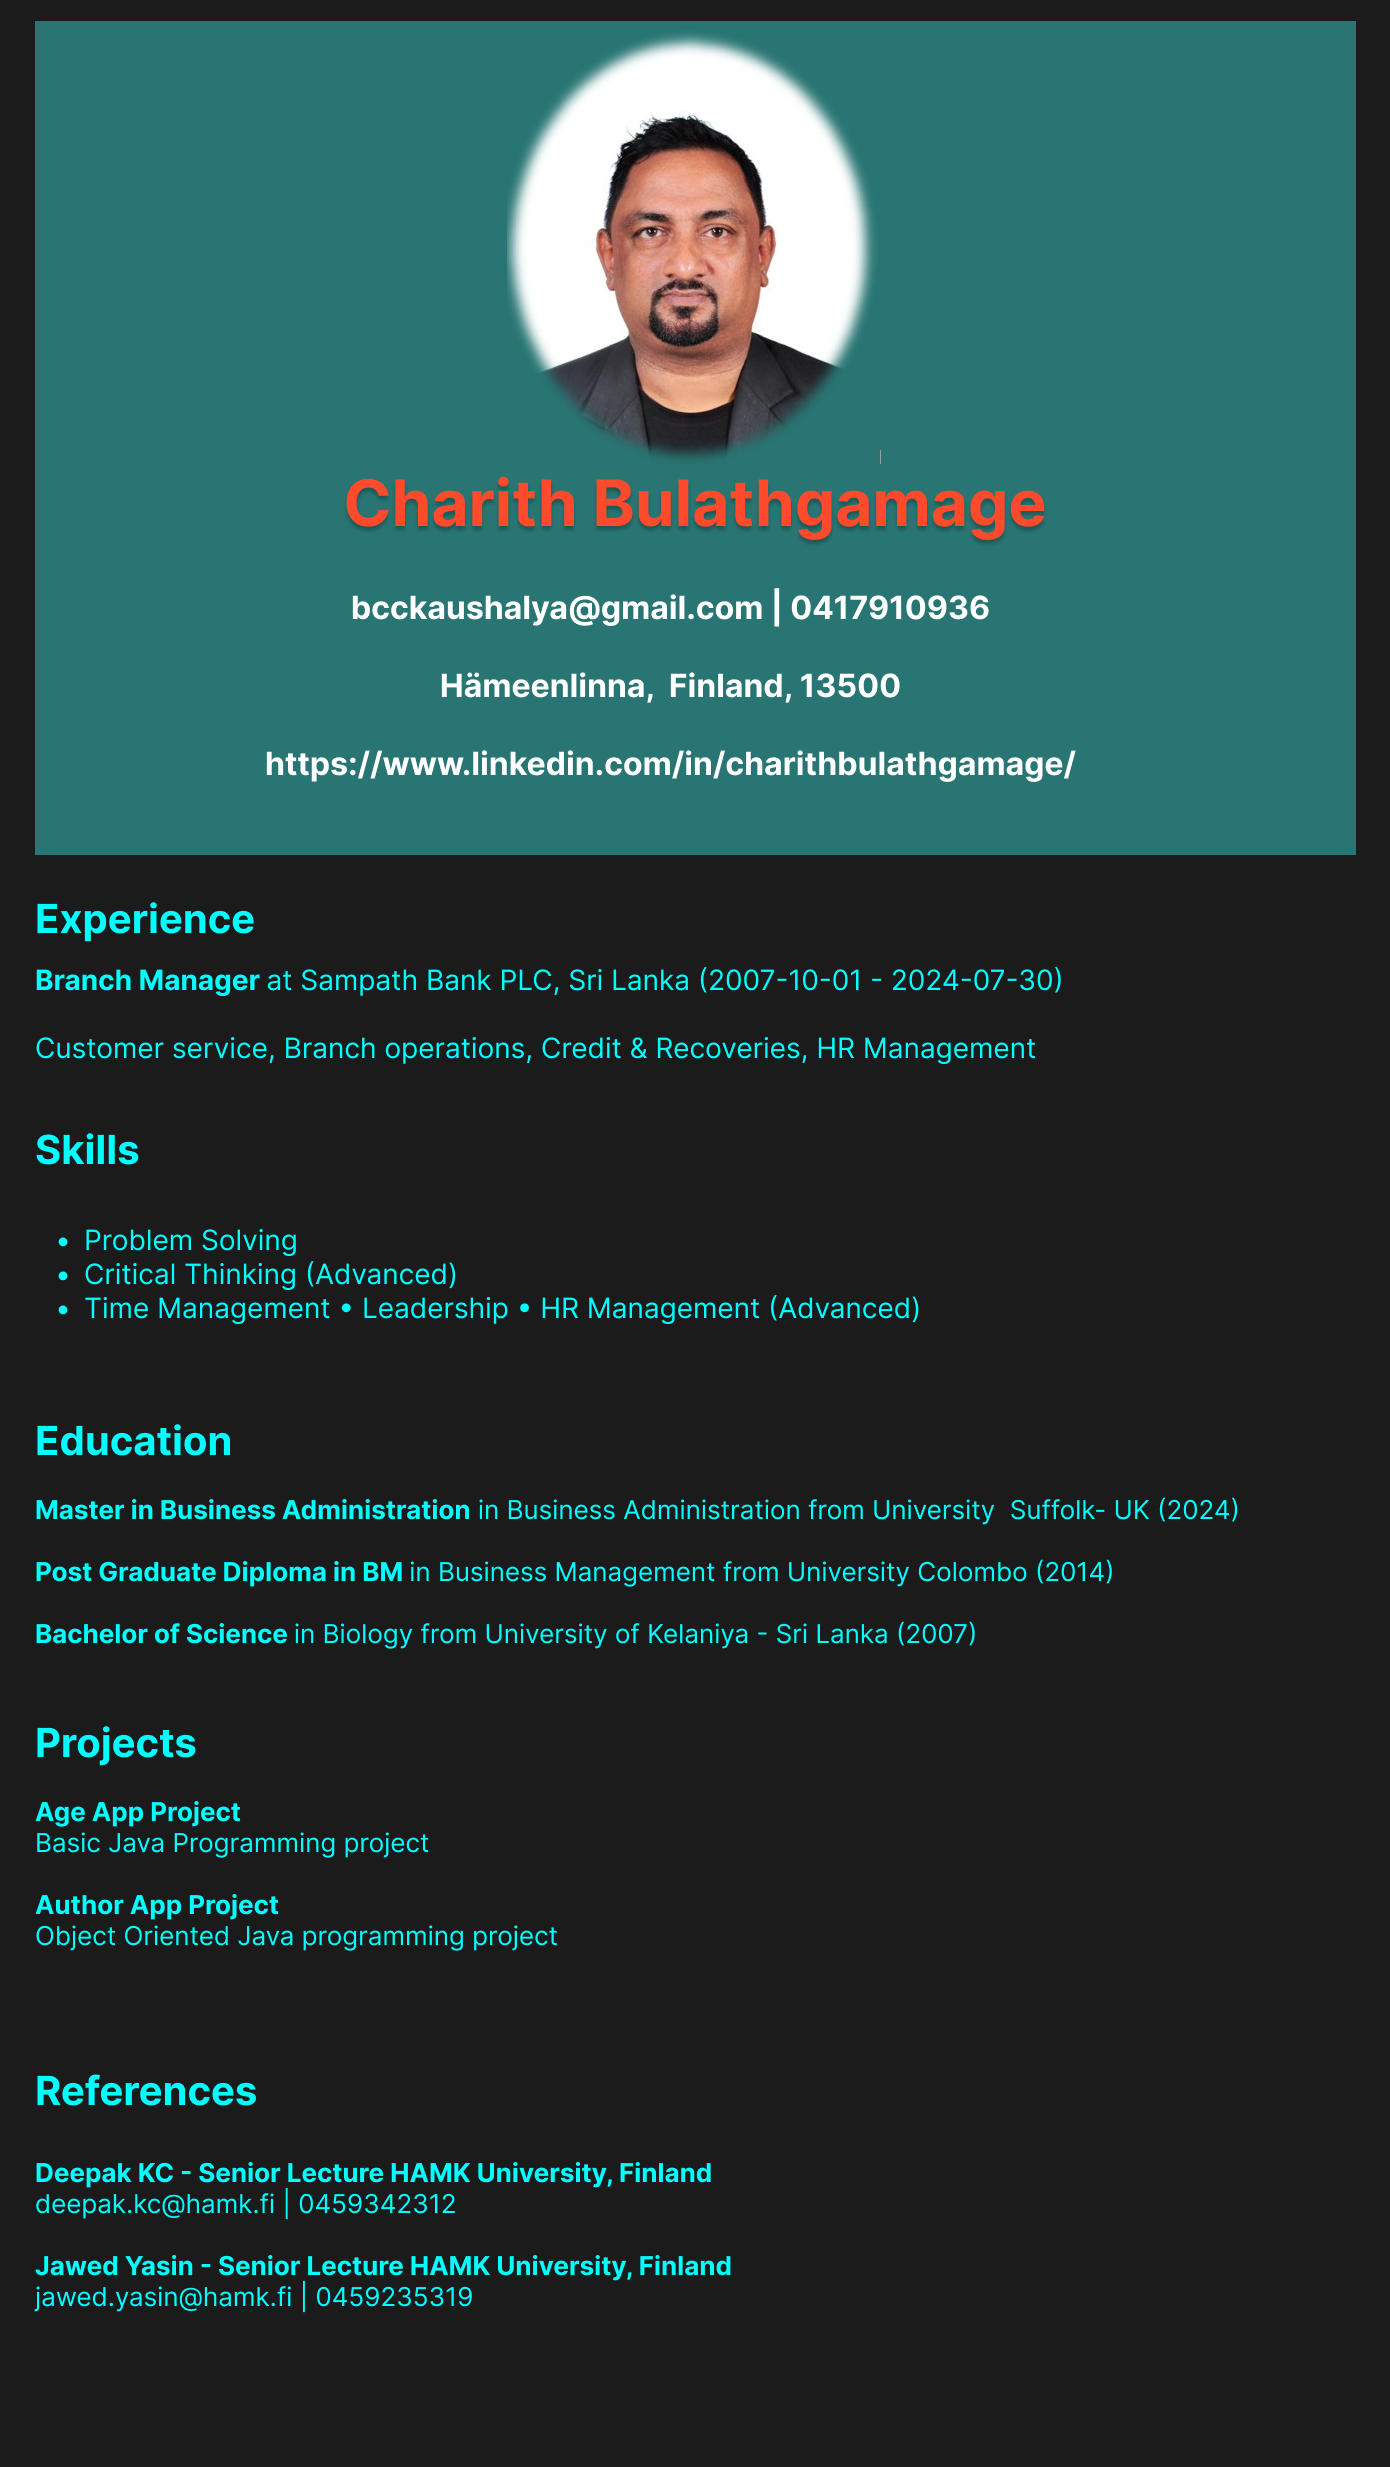 Charith Bulathgamage
bcckaushalya@gmail.com | 0417910936
Hämeenlinna,  Finland, 13500
https://www.linkedin.com/in/charithbulathgamage/
Experience
Branch Manager at Sampath Bank PLC, Sri Lanka (2007-10-01 - 2024-07-30)
Customer service, Branch operations, Credit & Recoveries, HR Management
Skills
• Problem Solving
• Critical Thinking (Advanced)
• Time Management • Leadership • HR Management (Advanced)
Education
Master in Business Administration in Business Administration from University  Suffolk- UK (2024)
Post Graduate Diploma in BM in Business Management from University Colombo (2014)
Bachelor of Science in Biology from University of Kelaniya - Sri Lanka (2007)
Projects
Age App Project
Basic Java Programming project
Author App Project
Object Oriented Java programming project
References
Deepak KC - Senior Lecture HAMK University, Finland
deepak.kc@hamk.fi | 0459342312
Jawed Yasin - Senior Lecture HAMK University, Finland
jawed.yasin@hamk.fi | 0459235319